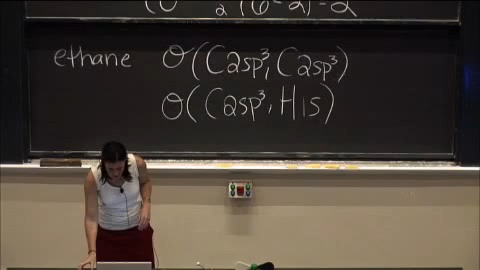 ethane σ(C2sp³, C2sp³)
σ(C2sp³, H1s)